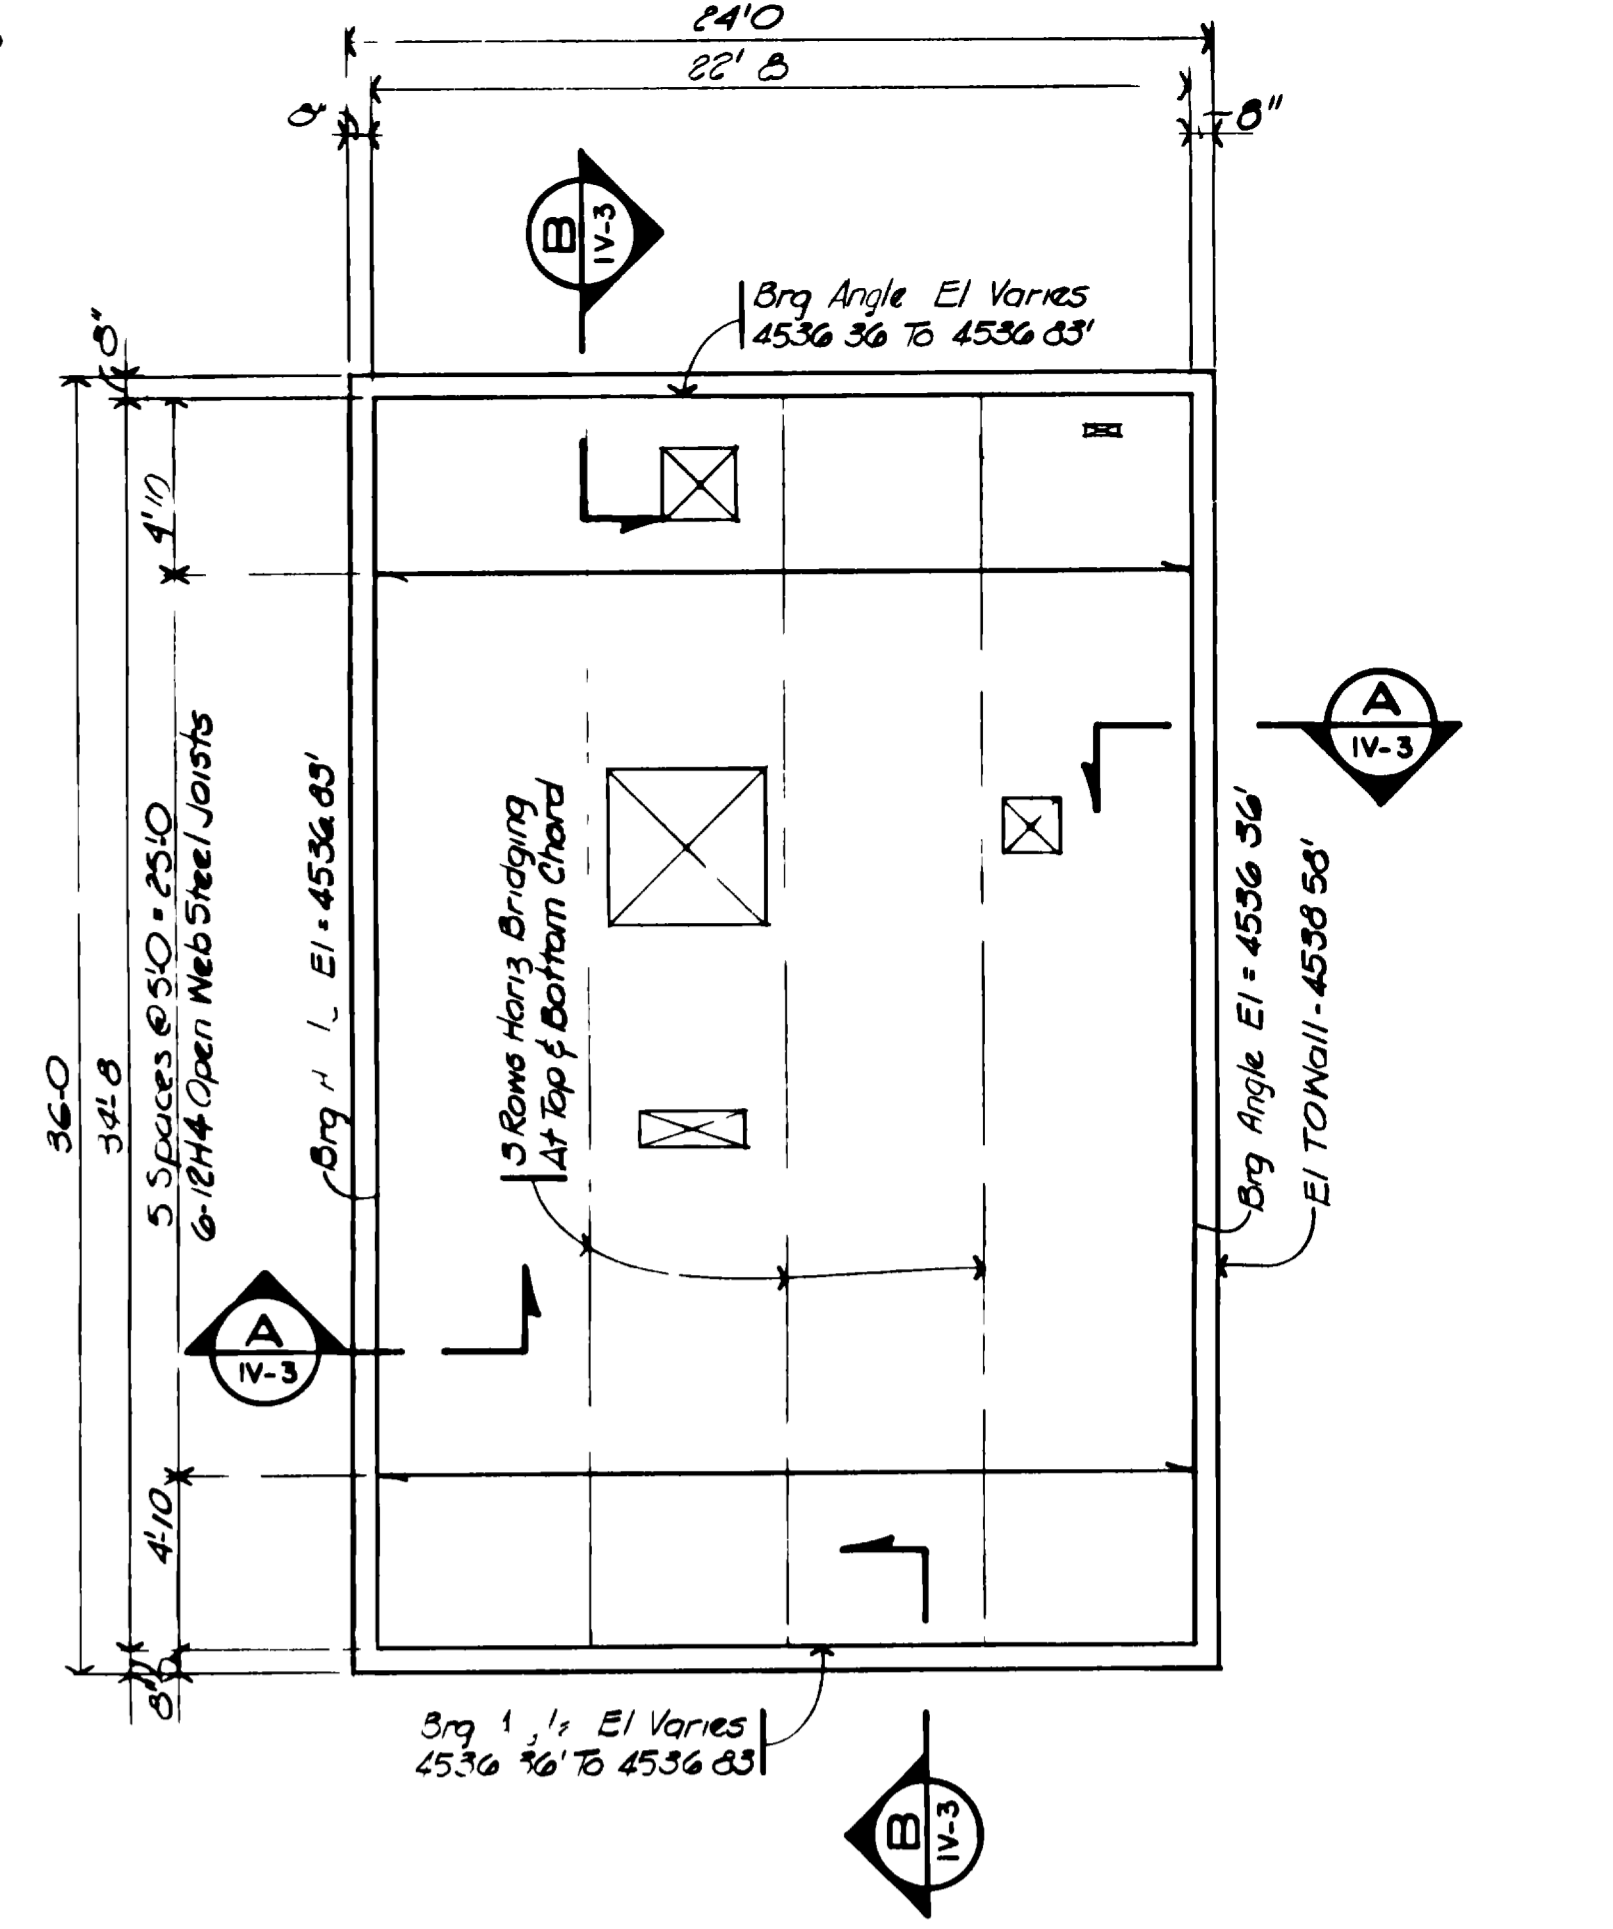 24'0
22' 8
8"
8"
B
IV-3
Brg Angle El Varies
4536 36 To 4536 83'
8"
4'10
36-0
34'-8
5 Spaces @ 5'-0 = 25'-0
6-12H4 Open Web Steel Joists
Brg El = 4536.83'
3 Rows Horiz Bridging
At Top & Bottom Chord
A
IV-3
Brg Angle El = 4536 36'
El TO Wall - 4538 58'
A
IV-3
4'-10
8"
Brg El Varies
4536 36' To 4536 83
B
IV-3